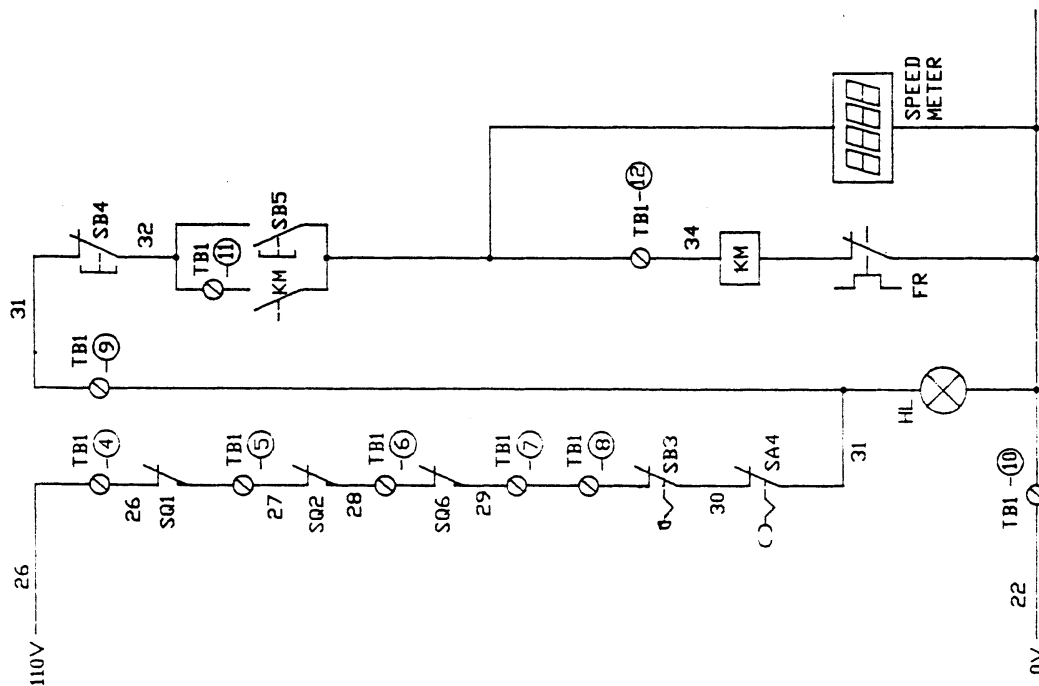 110V
26
TB1
-④
26
SQ1
TB1
-⑤
27
SQ2
28
TB1
-⑥
SQ6
29
TB1
-⑦
TB1
-⑧
SB3
30
SA4
31
TB1 -⑩
22
0V
31
TB1
-⑨
HL
SB4
32
TB1
-⑪
KM
SB5
TB1-⑫
34
KM
FR
SPEED
METER